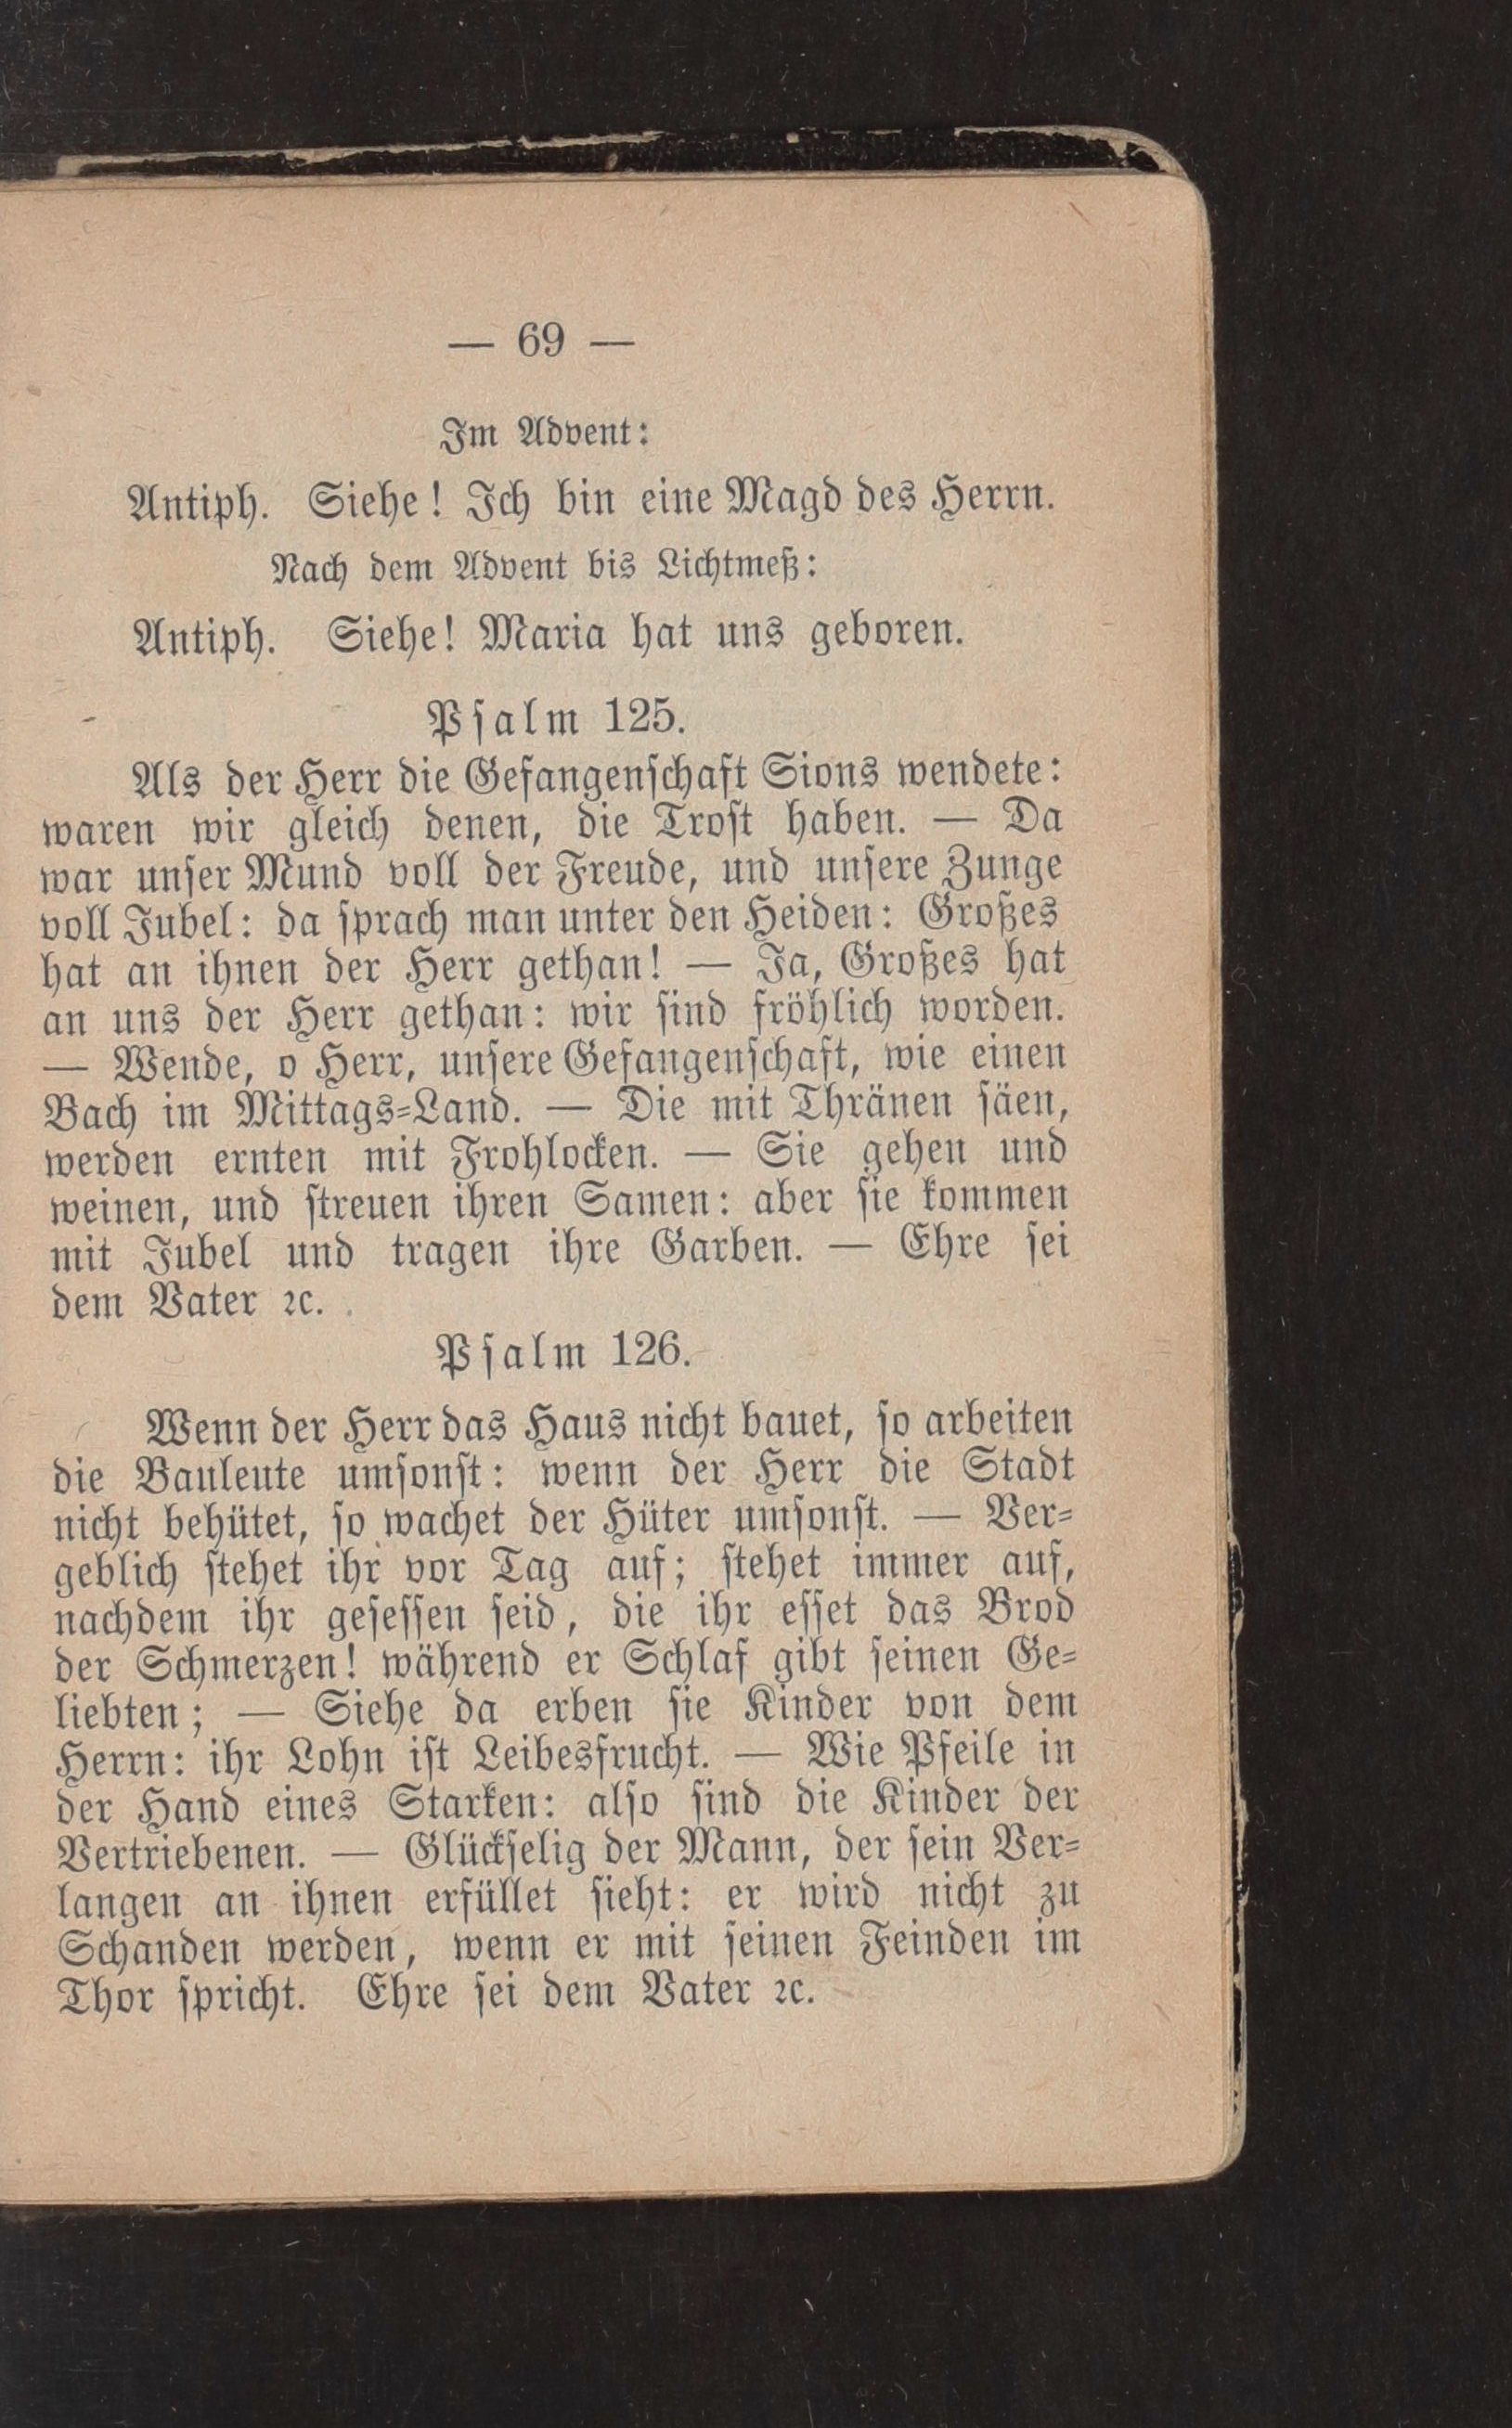 — 69 —
Im Advent:
Antiph. Siehe! Ich bin eine Magd des Herrn.
Nach dem Advent bis Lichtmeß:
Antiph. Siehe! Maria hat uns geboren.
Psalm 125.
Als der Herr die Gefangenschaft Sions wendete:
waren wir gleich denen, die Trost haben. — Da
war unser Mund voll der Freude, und unsere Zunge
voll Jubel: da sprach man unter den Heiden: Großes
hat an ihnen der Herr gethan! — Ja, Großes hat
an uns der Herr gethan: wir sind fröhlich worden.
— Wende, o Herr, unsere Gefangenschaft, wie einen
Bach im Mittags-Land. — Die mit Thränen säen,
werden ernten mit Frohlocken. — Sie gehen und
weinen, und streuen ihren Samen: aber sie kommen
mit Jubel und tragen ihre Garben. — Ehre sei
dem Vater ꝛc.
Psalm 126.
Wenn der Herr das Haus nicht bauet, so arbeiten
die Bauleute umsonst: wenn der Herr die Stadt
nicht behütet, so wachet der Hüter umsonst. — Ver-
geblich stehet ihr vor Tag auf; stehet immer auf,
nachdem ihr gesessen seid, die ihr esset das Brod
der Schmerzen! während er Schlaf gibt seinen Ge-
liebten; — Siehe da erben sie Kinder von dem
Herrn: ihr Lohn ist Leibesfrucht. — Wie Pfeile in
der Hand eines Starken: also sind die Kinder der
Vertriebenen. — Glückselig der Mann, der sein Ver-
langen an ihnen erfüllet sieht: er wird nicht zu
Schanden werden, wenn er mit seinen Feinden im
Thor spricht. Ehre sei dem Vater ꝛc.